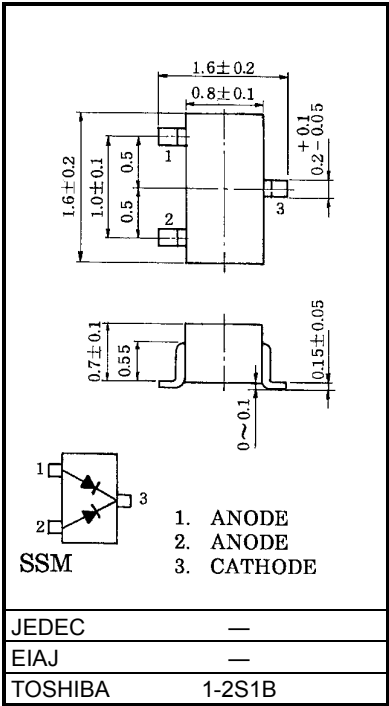 1.6±0.2
0.8±0.1
+0.1
0.2-0.05
1.6±0.2
1.0±0.1
0.5
0.5
1
2
3
0.7±0.1
0.55
0.15±0.05
0~0.1
1
2
3
SSM
1. ANODE
2. ANODE
3. CATHODE
JEDEC —
EIAJ —
TOSHIBA 1-2S1B